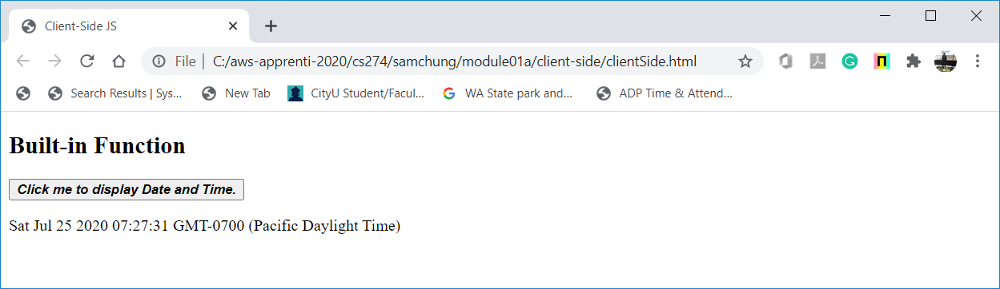 Client-Side JS
File | C:/aws-apprenti-2020/cs274/samchung/module01a/client-side/clientSide.html
Search Results | Sys... New Tab CityU Student/Facul... WA State park and... ADP Time & Attend...
Built-in Function
Click me to display Date and Time.
Sat Jul 25 2020 07:27:31 GMT-0700 (Pacific Daylight Time)